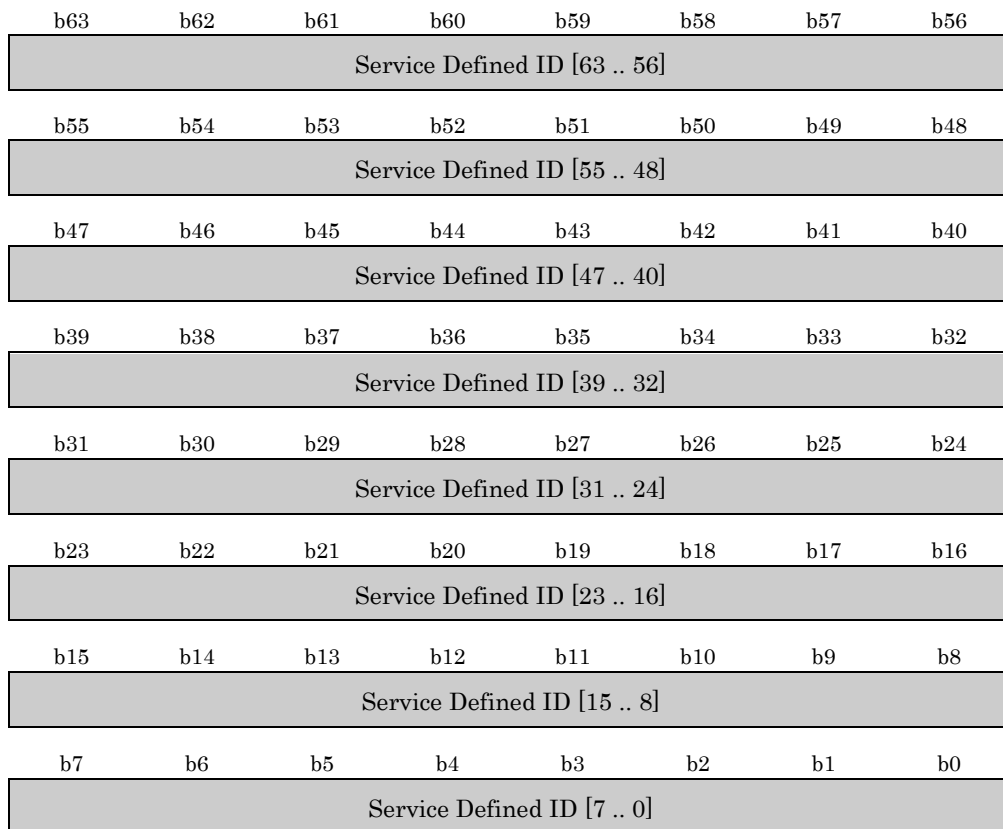 b63 b62 b61 b60 b59 b58 b57 b56
Service Defined ID [63 .. 56]
b55 b54 b53 b52 b51 b50 b49 b48
Service Defined ID [55 .. 48]
b47 b46 b45 b44 b43 b42 b41 b40
Service Defined ID [47 .. 40]
b39 b38 b37 b36 b35 b34 b33 b32
Service Defined ID [39 .. 32]
b31 b30 b29 b28 b27 b26 b25 b24
Service Defined ID [31 .. 24]
b23 b22 b21 b20 b19 b18 b17 b16
Service Defined ID [23 .. 16]
b15 b14 b13 b12 b11 b10 b9 b8
Service Defined ID [15 .. 8]
b7 b6 b5 b4 b3 b2 b1 b0
Service Defined ID [7 .. 0]